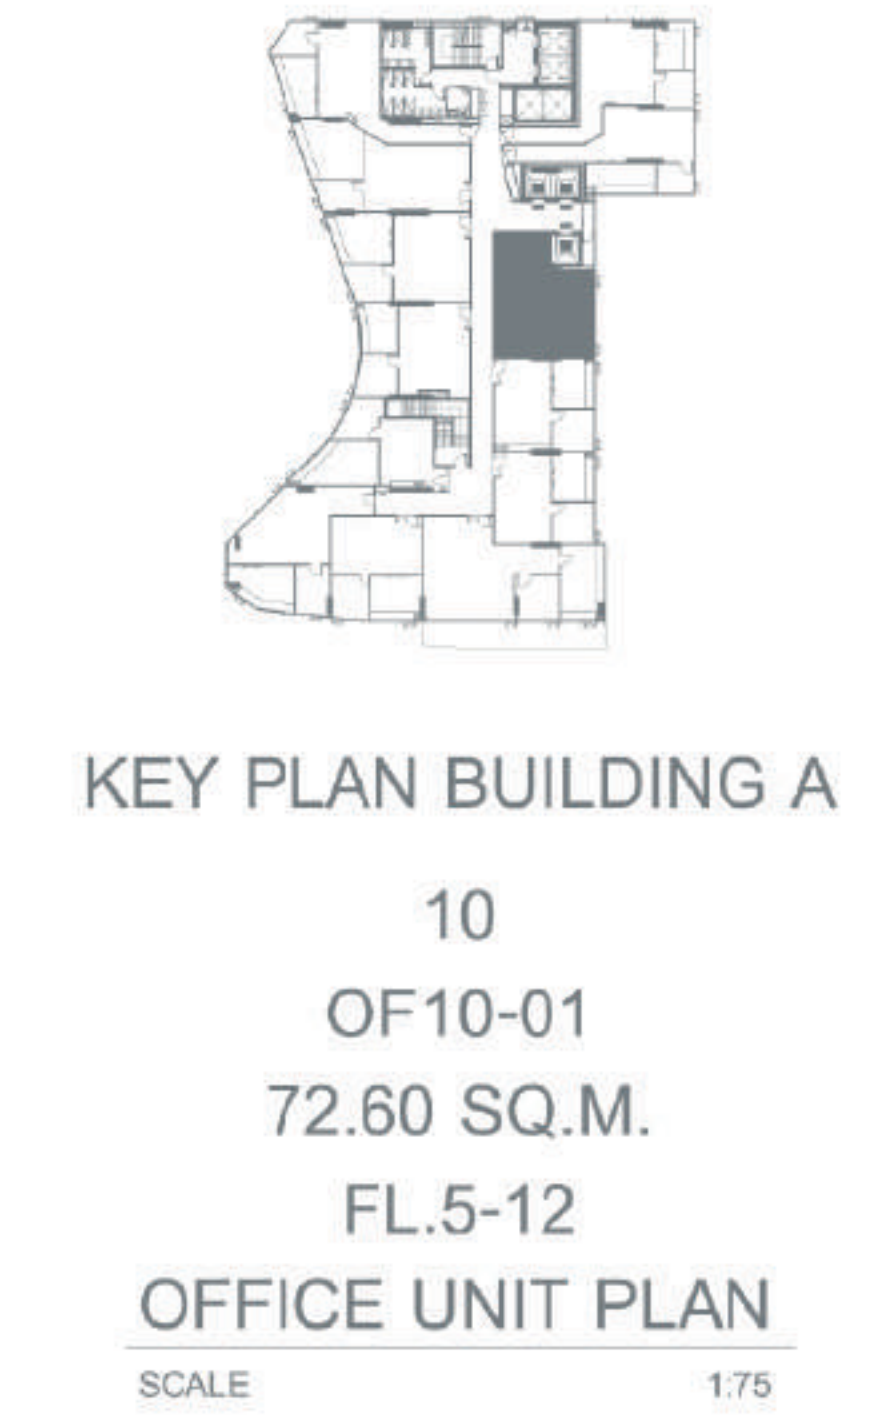 KEY PLAN BUILDING A
10
OF10-01
72.60 SQ.M.
FL.5-12
OFFICE UNIT PLAN
SCALE 1:75